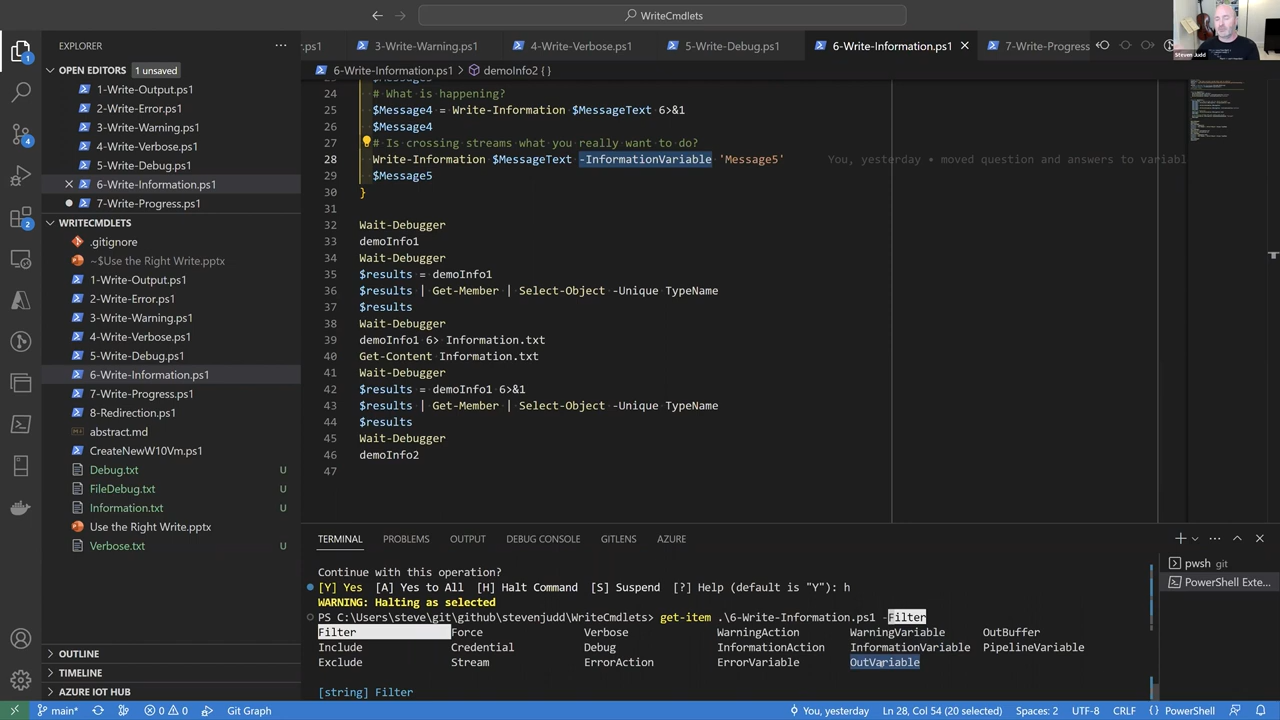 WriteCmdlets
EXPLORER
OPEN EDITORS 1 unsaved
1-Write-Output.ps1
2-Write-Error.ps1
3-Write-Warning.ps1
4-Write-Verbose.ps1
5-Write-Debug.ps1
6-Write-Information.ps1
7-Write-Progress.ps1
WRITECMDLETS
.gitignore
~$Use the Right Write.pptx
1-Write-Output.ps1
2-Write-Error.ps1
3-Write-Warning.ps1
4-Write-Verbose.ps1
5-Write-Debug.ps1
6-Write-Information.ps1
7-Write-Progress.ps1
8-Redirection.ps1
abstract.md
CreateNewW10Vm.ps1
Debug.txt U
FileDebug.txt U
Information.txt U
Use the Right Write.pptx
Verbose.txt U
OUTLINE
TIMELINE
AZURE IOT HUB
.ps1 3-Write-Warning.ps1 4-Write-Verbose.ps1 5-Write-Debug.ps1 6-Write-Information.ps1 7-Write-Progress
Steven Judd
6-Write-Information.ps1 > demoInfo2 { }
24 # What is happening?
25 $Message4 = Write-Information $MessageText 6>&1
26 $Message4
27 # Is crossing streams what you really want to do?
28 Write-Information $MessageText -InformationVariable 'Message5' You, yesterday • moved question and answers to variabl
29 $Message5
30 }
31
32 Wait-Debugger
33 demoInfo1
34 Wait-Debugger
35 $results = demoInfo1
36 $results | Get-Member | Select-Object -Unique TypeName
37 $results
38 Wait-Debugger
39 demoInfo1 6> Information.txt
40 Get-Content Information.txt
41 Wait-Debugger
42 $results = demoInfo1 6>&1
43 $results | Get-Member | Select-Object -Unique TypeName
44 $results
45 Wait-Debugger
46 demoInfo2
47
TERMINAL PROBLEMS OUTPUT DEBUG CONSOLE GITLENS AZURE
Continue with this operation?
[Y] Yes [A] Yes to All [H] Halt Command [S] Suspend [?] Help (default is "Y"): h
WARNING: Halting as selected
PS C:\Users\steve\git\github\stevenjudd\WriteCmdlets> get-item .\6-Write-Information.ps1 -Filter
Filter Force Verbose WarningAction WarningVariable OutBuffer
Include Credential Debug InformationAction InformationVariable PipelineVariable
Exclude Stream ErrorAction ErrorVariable OutVariable
[string] Filter
pwsh git
PowerShell Exte...
main* 0 0 Git Graph You, yesterday Ln 28, Col 54 (20 selected) Spaces: 2 UTF-8 CRLF { } PowerShell